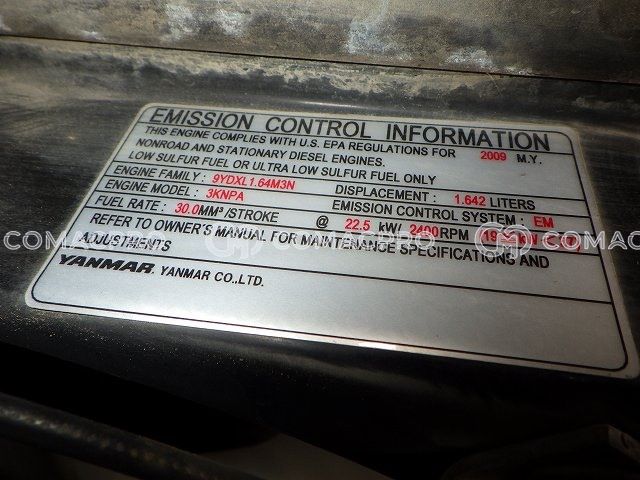 EMISSION CONTROL INFORMATION
THIS ENGINE COMPLIES WITH U.S. EPA REGULATIONS FOR 2009 M.Y.
NONROAD AND STATIONARY DIESEL ENGINES.
LOW SULFUR FUEL OR ULTRA LOW SULFUR FUEL ONLY
ENGINE FAMILY : 9YDXL1.64M3N DISPLACEMENT : 1.642 LITERS
ENGINE MODEL : 3KNPA EMISSION CONTROL SYSTEM : EM
FUEL RATE: 30.0MM³/STROKE @ 22.5 kW/ 2400RPM
REFER TO OWNER'S MANUAL FOR MAINTENANCE SPECIFICATIONS AND
ADJUSTMENTS
YANMAR. YANMAR CO.,LTD.